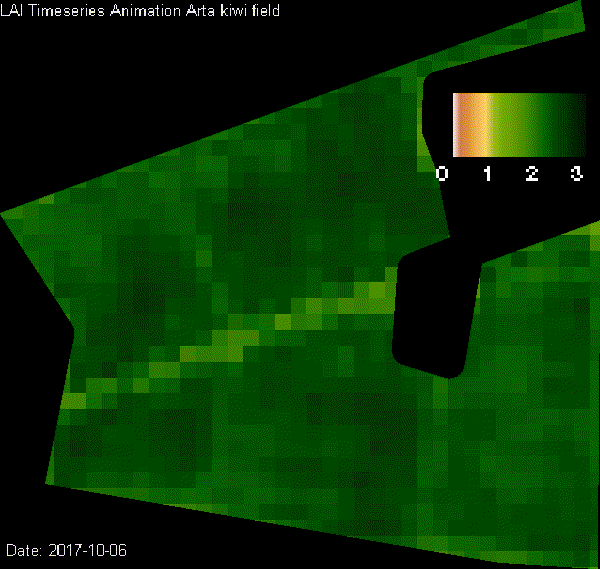 LAI Timeseries Animation Arta kiwi field
0 1 2 3
Date: 2017-10-06